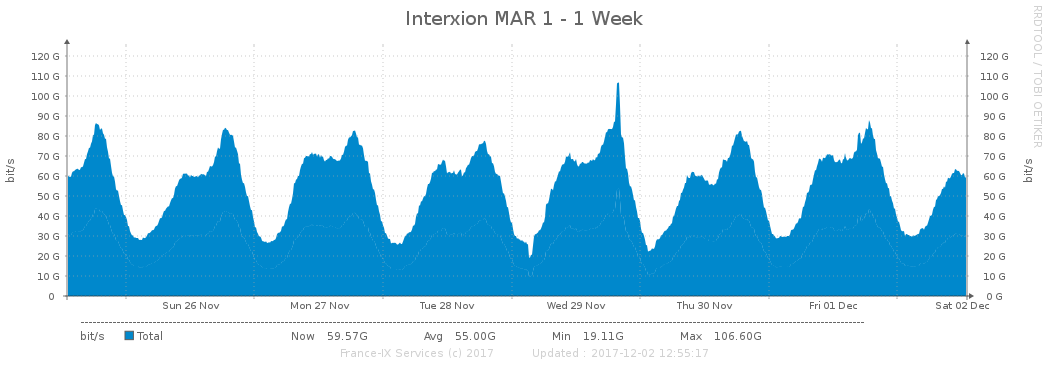 Interxion MAR 1 - 1 Week
RRDTOOL / TOBI OETIKER
bit/s
120 G 120 G
110 G 110 G
100 G 100 G
90 G 90 G
80 G 80 G
70 G 70 G
60 G 60 G
50 G 50 G
40 G 40 G
30 G 30 G
20 G 20 G
10 G 10 G
0 0 G
bit/s
Sun 26 Nov Mon 27 Nov Tue 28 Nov Wed 29 Nov Thu 30 Nov Fri 01 Dec Sat 02 Dec
bit/s Total Now 59.57G Avg 55.00G Min 19.11G Max 106.60G
France-IX Services (c) 2017 Updated : 2017-12-02 12:55:17